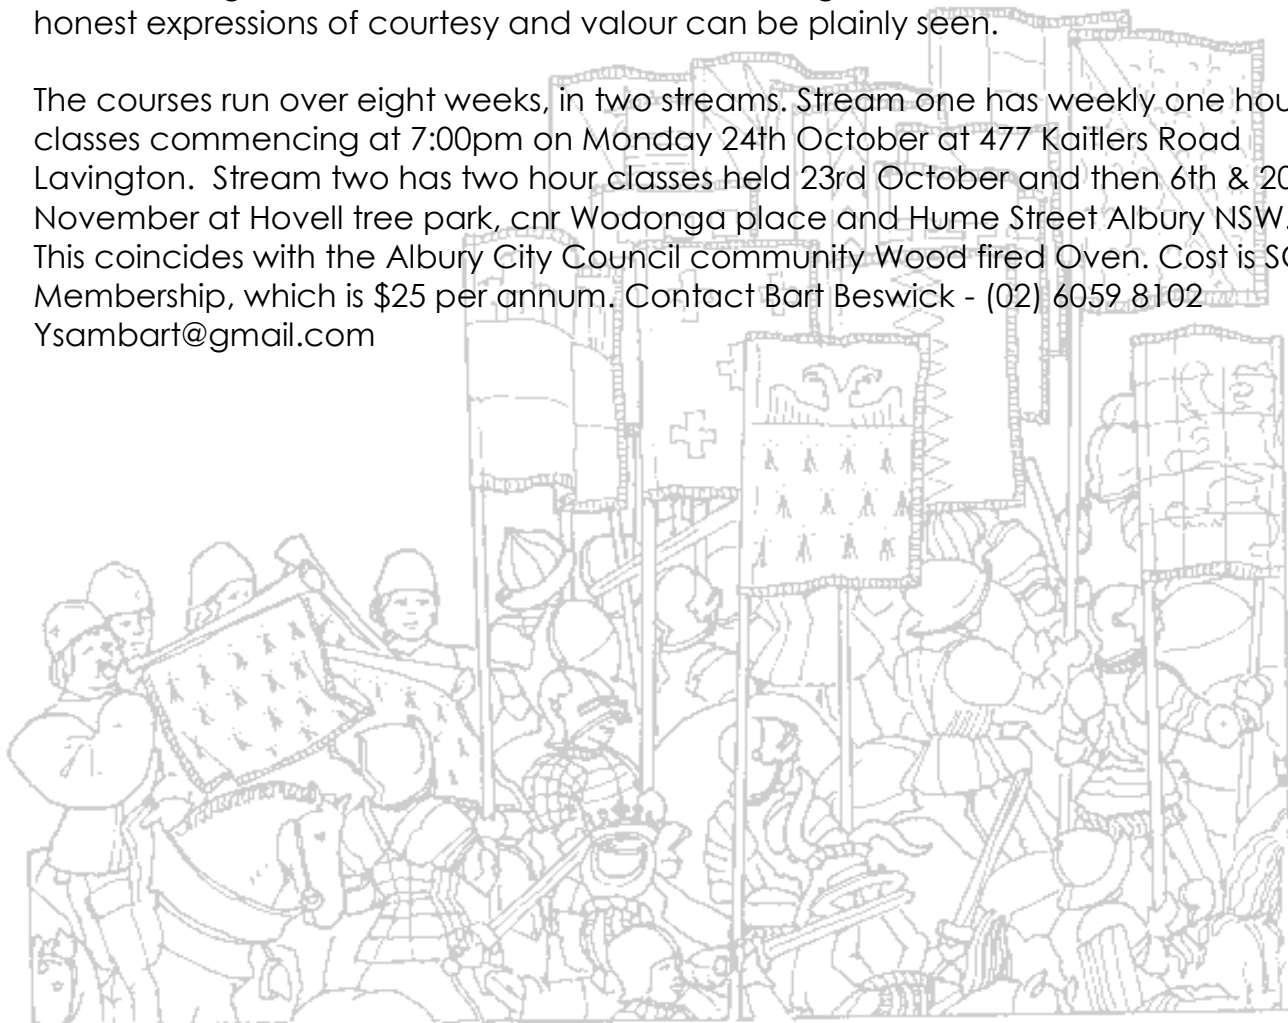 honest expressions of courtesy and valour can be plainly seen.
The courses run over eight weeks, in two streams. Stream one has weekly one hou
classes commencing at 7:00pm on Monday 24th October at 477 Kaitlers Road
Lavington.  Stream two has two hour classes held 23rd October and then 6th & 20
November at Hovell tree park, cnr Wodonga place and Hume Street Albury NSW.
This coincides with the Albury City Council community Wood fired Oven. Cost is SC
Membership, which is $25 per annum. Contact Bart Beswick - (02) 6059 8102
Ysambart@gmail.com